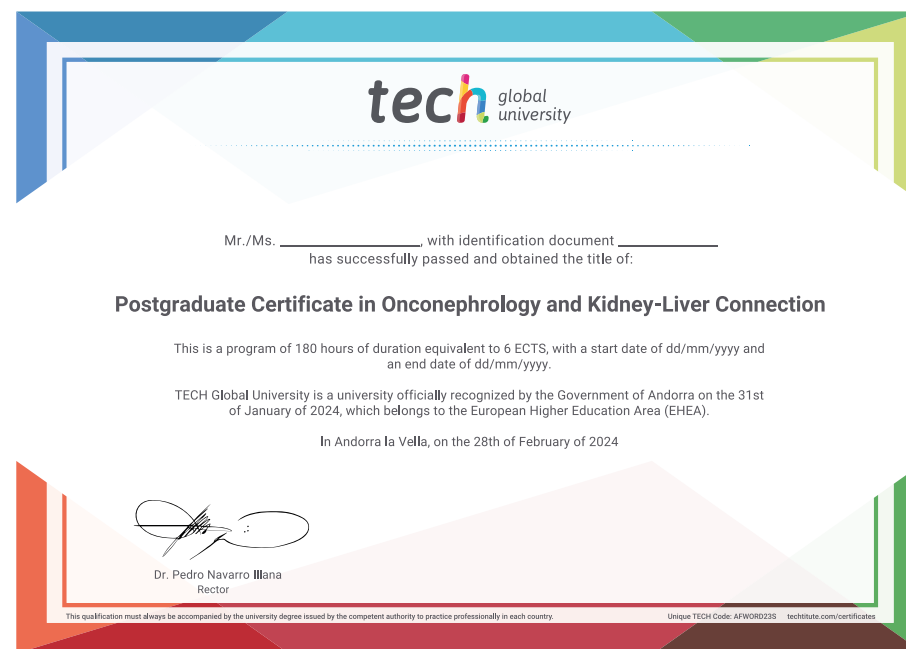 tech global
university
Mr./Ms. ____________, with identification document ____________
has successfully passed and obtained the title of:
Postgraduate Certificate in Onconephrology and Kidney-Liver Connection
This is a program of 180 hours of duration equivalent to 6 ECTS, with a start date of dd/mm/yyyy and
an end date of dd/mm/yyyy.
TECH Global University is a university officially recognized by the Government of Andorra on the 31st
of January of 2024, which belongs to the European Higher Education Area (EHEA).
In Andorra la Vella, on the 28th of February of 2024
Dr. Pedro Navarro Illana
Rector
This qualification must always be accompanied by the university degree issued by the competent authority to practice professionally in each country.
Unique TECH Code: AFWORD23S techtitute.com/certificates